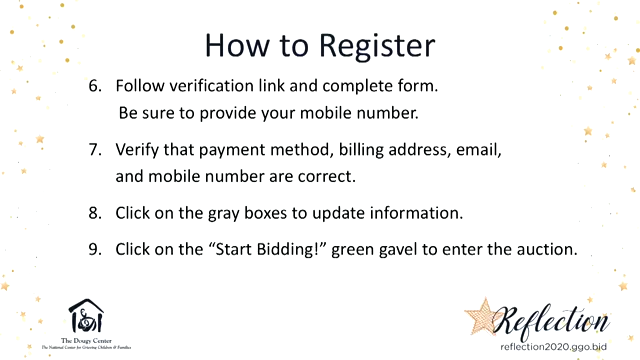 How to Register
6. Follow verification link and complete form.
Be sure to provide your mobile number.
7. Verify that payment method, billing address, email,
and mobile number are correct.
8. Click on the gray boxes to update information.
9. Click on the “Start Bidding!” green gavel to enter the auction.
The Dougy Center
The National Center for Grieving Children & Families
Reflection
reflection2020.ggo.bid